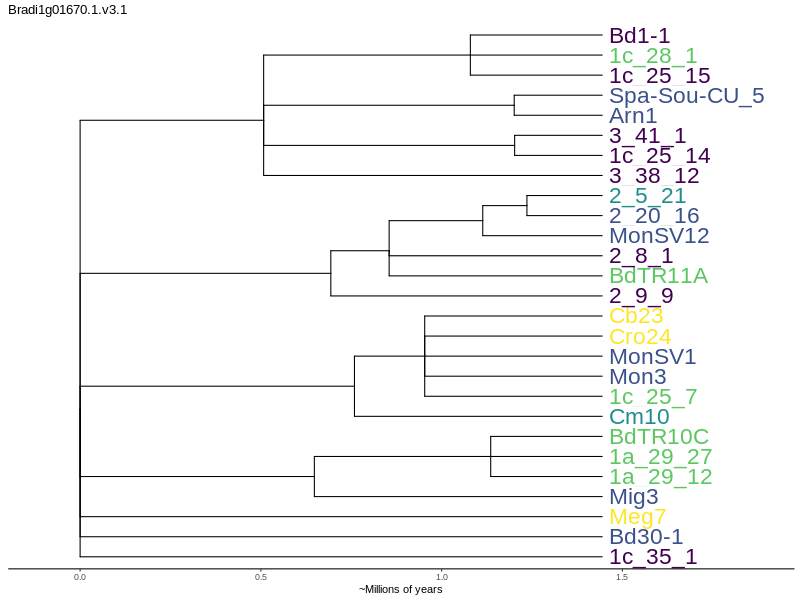 Bradi1g01670.1.v3.1
Bd1-1
1c_28_1
1c_25_15
Spa-Sou-CU_5
Arn1
3_41_1
1c_25_14
3_38_12
2_5_21
2_20_16
MonSV12
2_8_1
BdTR11A
2_9_9
Cb23
Cro24
MonSV1
Mon3
1c_25_7
Cm10
BdTR10C
1a_29_27
1a_29_12
Mig3
Meg7
Bd30-1
1c_35_1
0.0 0.5 1.0 1.5
~Millions of years